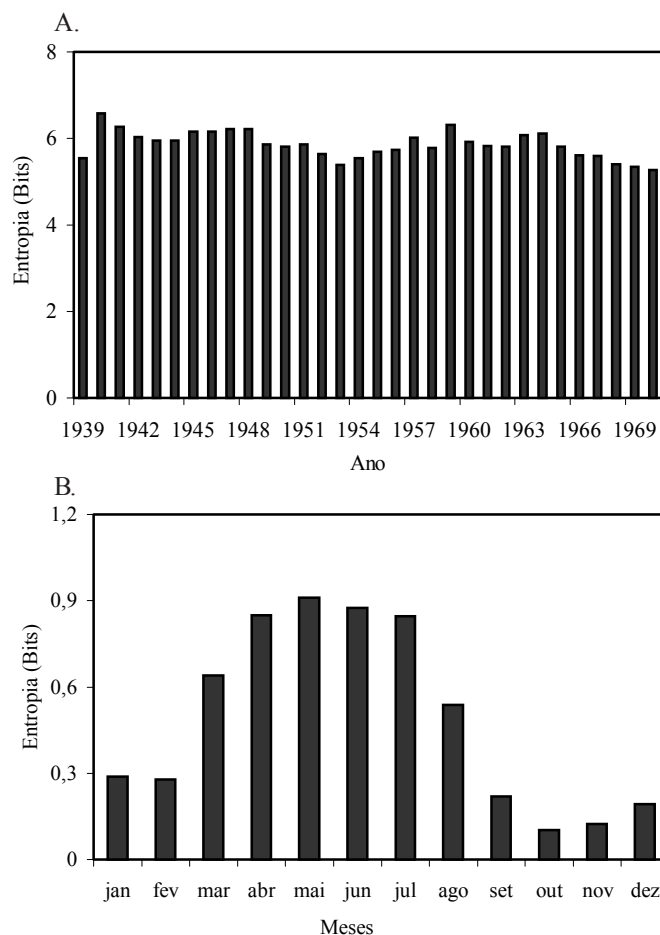 A.
8
6
4
2
0
Entropia (Bits)
1939 1942 1945 1948 1951 1954 1957 1960 1963 1966 1969
Ano
B.
1,2
0,9
0,6
0,3
0
Entropia (Bits)
jan fev mar abr mai jun jul ago set out nov dez
Meses